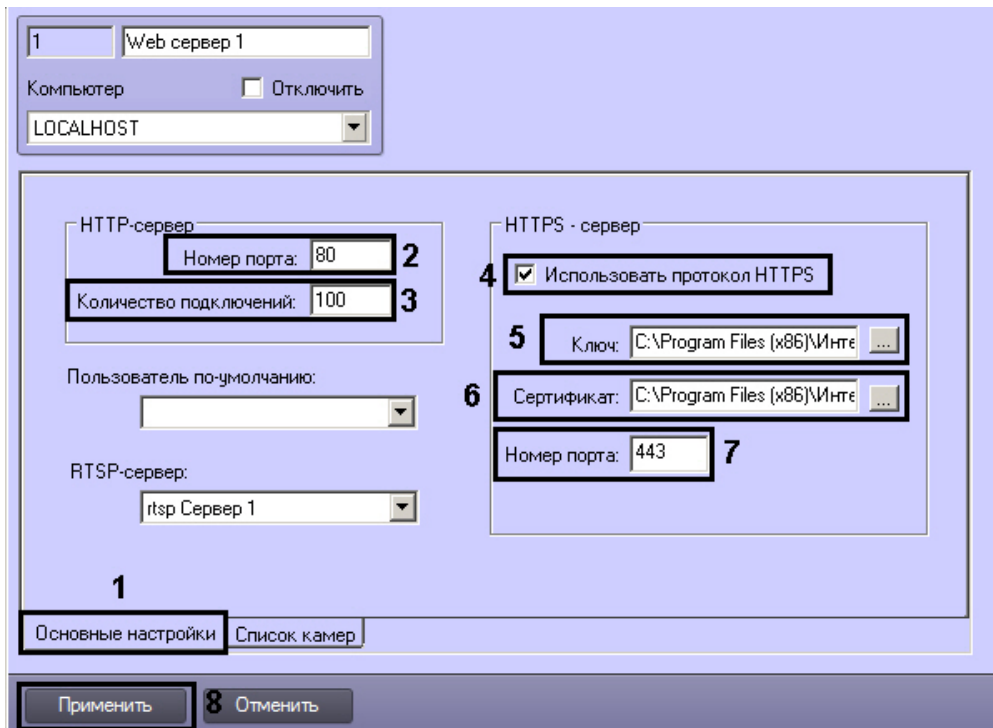 1 Web сервер 1
Компьютер Отключить
LOCALHOST
HTTP-сервер
Номер порта: 80 2
Количество подключений: 100 3
Пользователь по-умолчанию:
RTSP-сервер:
rtsp Сервер 1
HTTPS - сервер
4 Использовать протокол HTTPS
5 Ключ: C:\Program Files (x86)\Инте ...
6 Сертификат: C:\Program Files (x86)\Инте ...
Номер порта: 443 7
1
Основные настройки Список камер
Применить 8 Отменить